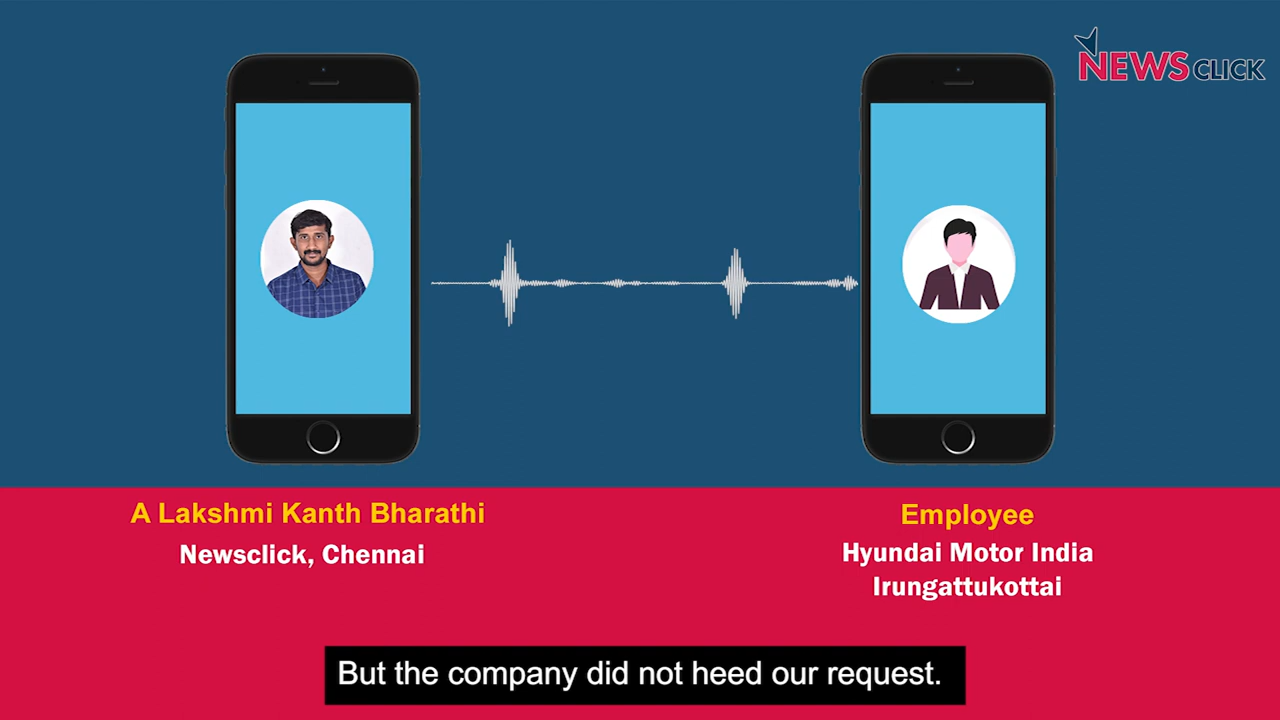 NEWSCLICK
A Lakshmi Kanth Bharathi
Newsclick, Chennai
Employee
Hyundai Motor India
Irungattukottai
But the company did not heed our request.